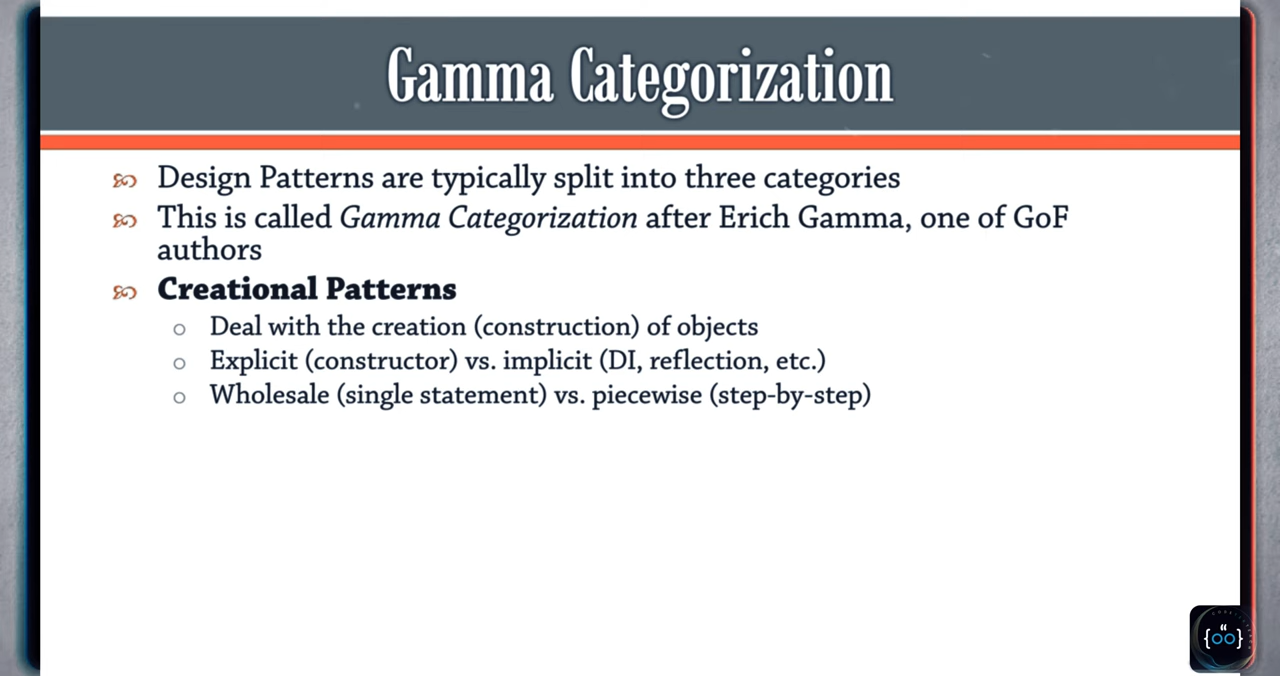 Gamma Categorization
Design Patterns are typically split into three categories
This is called Gamma Categorization after Erich Gamma, one of GoF
authors
Creational Patterns
Deal with the creation (construction) of objects
Explicit (constructor) vs. implicit (DI, reflection, etc.)
Wholesale (single statement) vs. piecewise (step-by-step)